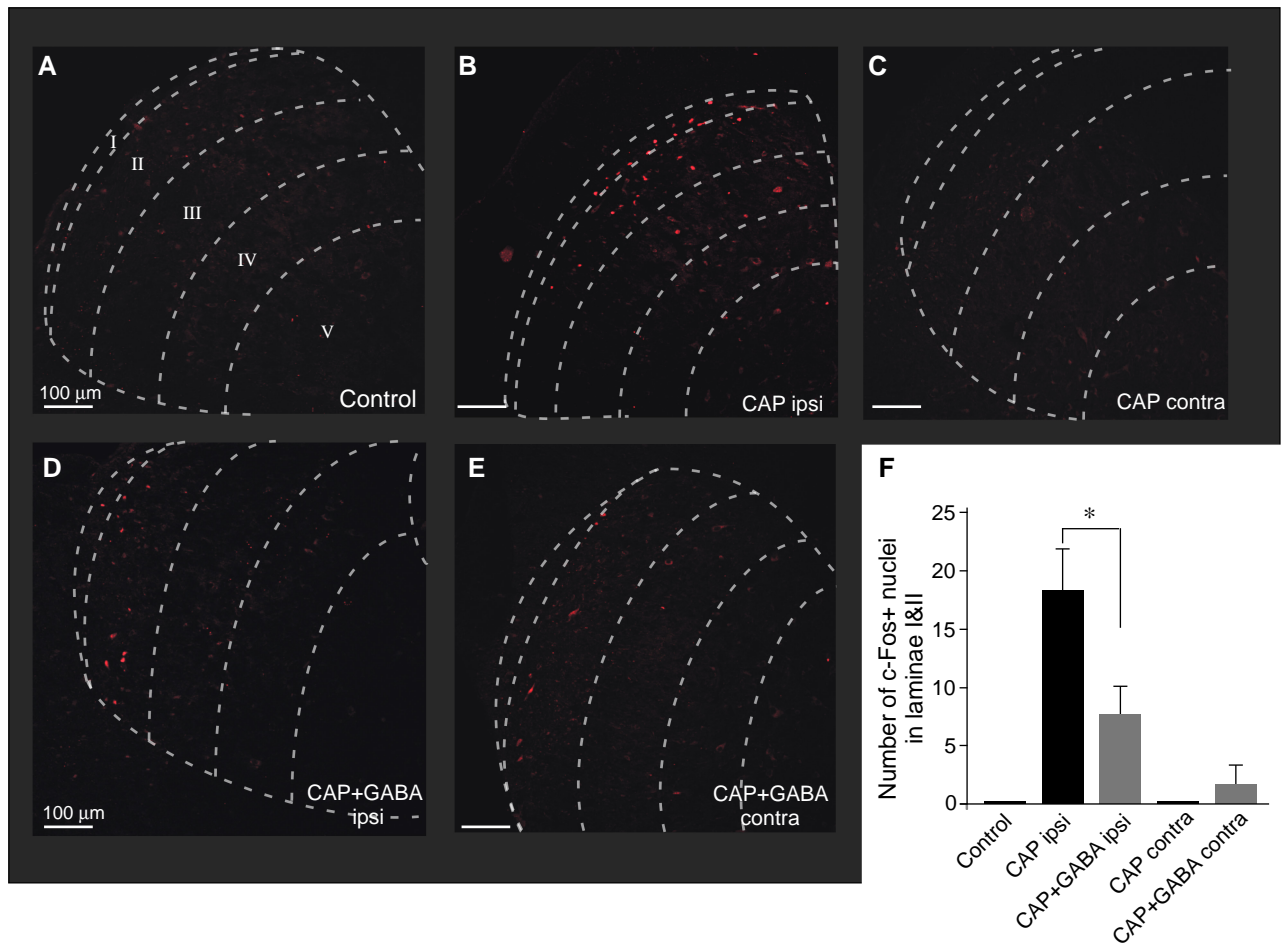 A
I
II
III
IV
V
100 μm
Control
B
CAP ipsi
C
CAP contra
D
100 μm
CAP+GABA
ipsi
E
CAP+GABA
contra
F
Number of c-Fos+ nuclei
in laminae I&II
25
20
15
10
5
0
*
Control
CAP ipsi
CAP+GABA ipsi
CAP contra
CAP+GABA contra